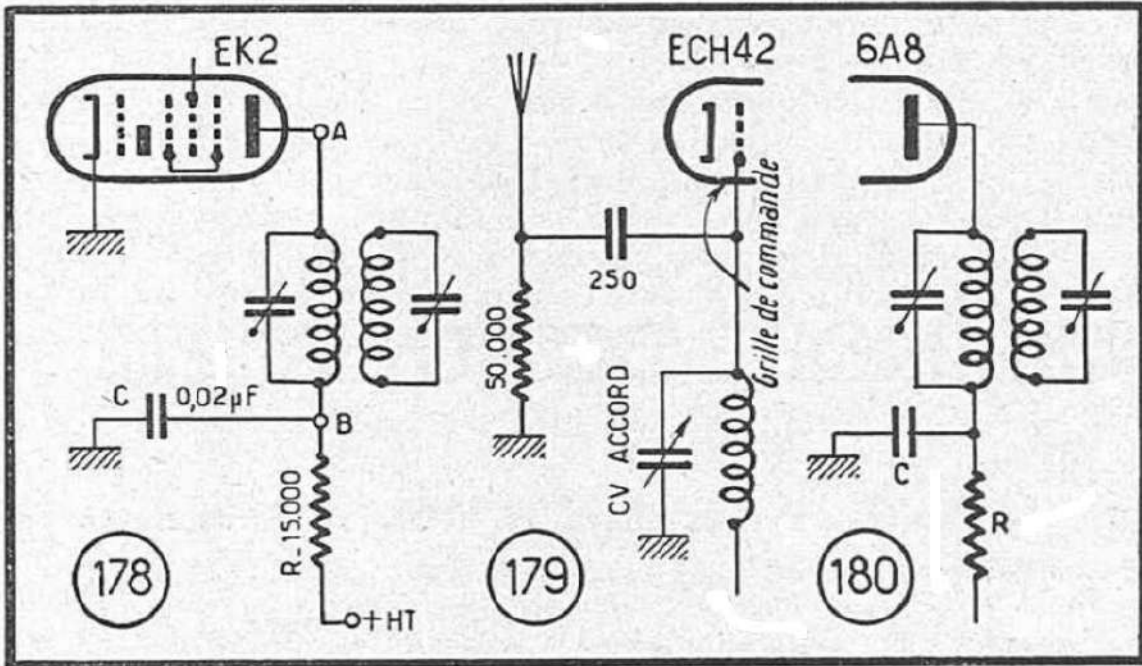 EK2
A
C 0,02µF
B
R_15.000
+HT
178
ECH42
250
50.000
Grille de commande
CV ACCORD
179
6A8
C
R
180